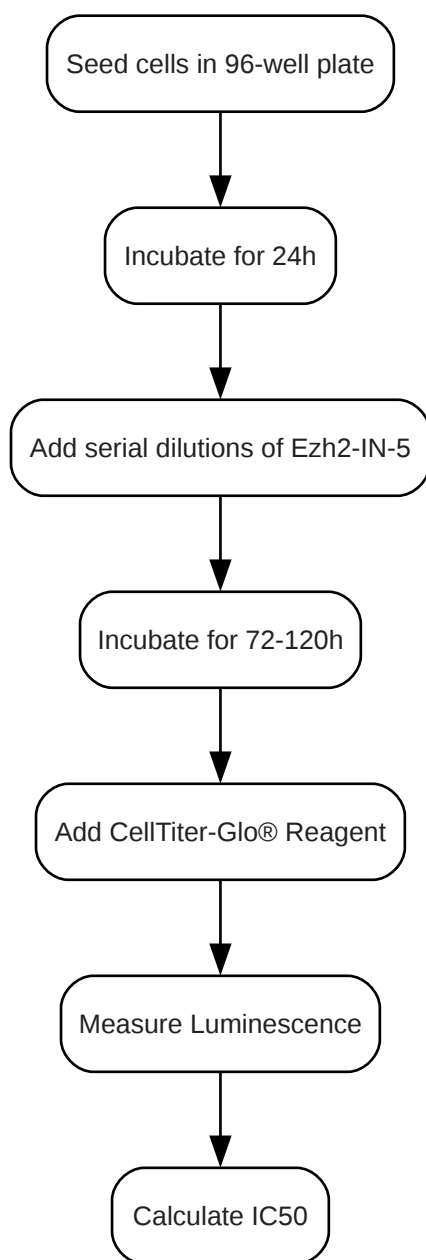 Seed cells in 96-well plate
Incubate for 24h
Add serial dilutions of Ezh2-IN-5
Incubate for 72-120h
Add CellTiter-Glo® Reagent
Measure Luminescence
Calculate IC50